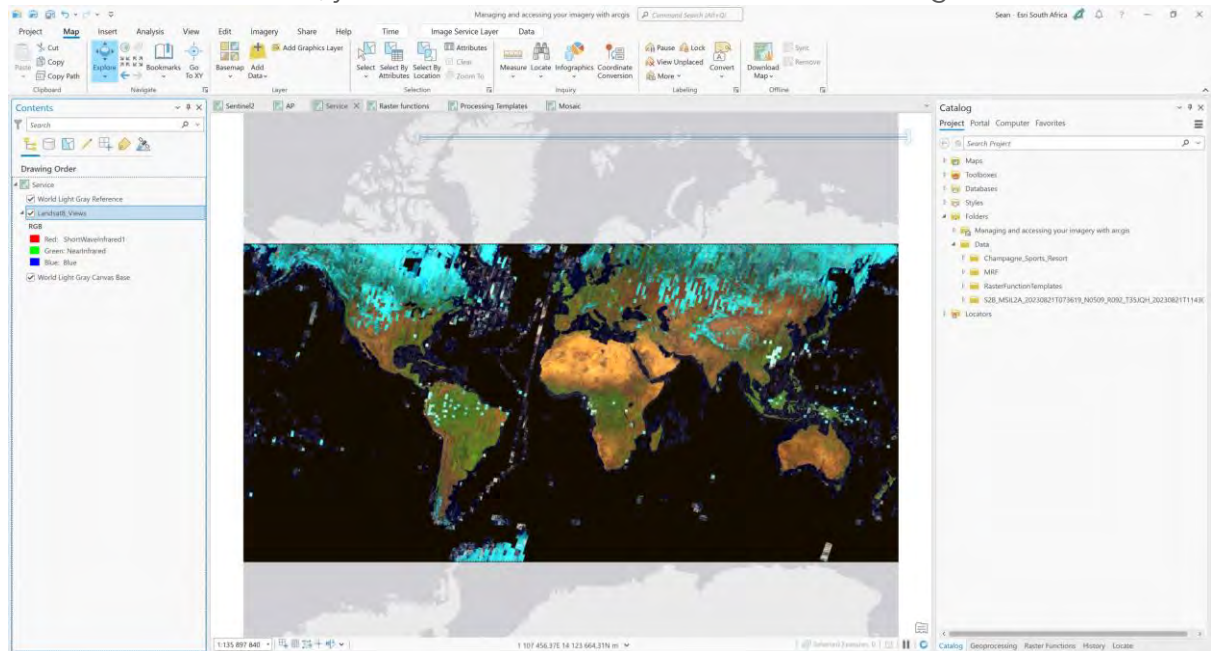 Managing and accessing your imagery with arcgis
Command Search (Alt+Q)
Sean - Esri South Africa
Project Map Insert Analysis View Edit Imagery Share Help Time Image Service Layer Data
Paste
Cut
Copy
Copy Path
Clipboard
Explore
Bookmarks
Go To XY
Navigate
Basemap
Add Data
Add Graphics Layer
Layer
Select
Select By Attributes
Select By Location
Attributes
Clear
Zoom To
Selection
Measure
Locate
Infographics
Coordinate Conversion
Inquiry
Pause
Lock
View Unplaced
More
Convert
Labeling
Download Map
Sync
Remove
Offline
Contents
Search
Drawing Order
Service
World Light Gray Reference
Landsat8_Views
RGB
Red: ShortWaveInfrared1
Green: NearInfrared
Blue: Blue
World Light Gray Canvas Base
Sentinel2 AP Service Raster functions Processing Templates Mosaic
1:135 897 840
1 107 456,37E 14 123 664,31N m
Selected Features: 0
Catalog
Project Portal Computer Favorites
Search Project
Maps
Toolboxes
Databases
Styles
Folders
Managing and accessing your imagery with arcgis
Data
Champagne_Sports_Resort
MRF
RasterFunctionTemplates
S2B_MSIL2A_20230821T073619_N0509_R092_T35JQH_20230821T11430
Locators
Catalog Geoprocessing Raster Functions History Locate